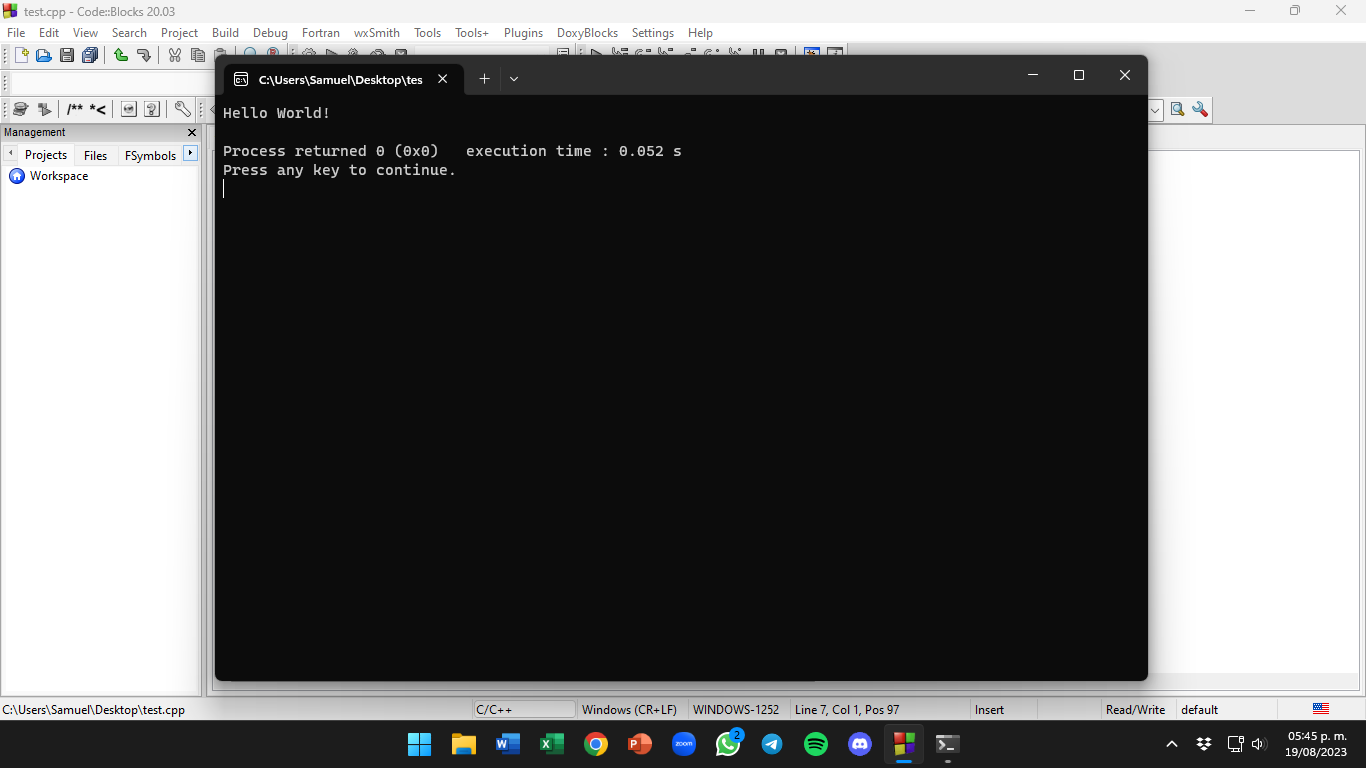 test.cpp - Code::Blocks 20.03
File Edit View Search Project Build Debug Fortran wxSmith Tools Tools+ Plugins DoxyBlocks Settings Help
C:\Users\Samuel\Desktop\tes
/** *<
Management
Projects Files FSymbols
Workspace
Hello World!
Process returned 0 (0x0)   execution time : 0.052 s
Press any key to continue.
C:\Users\Samuel\Desktop\test.cpp C/C++ Windows (CR+LF) WINDOWS-1252 Line 7, Col 1, Pos 97 Insert Read/Write default
zoom 2
05:45 p. m.
19/08/2023